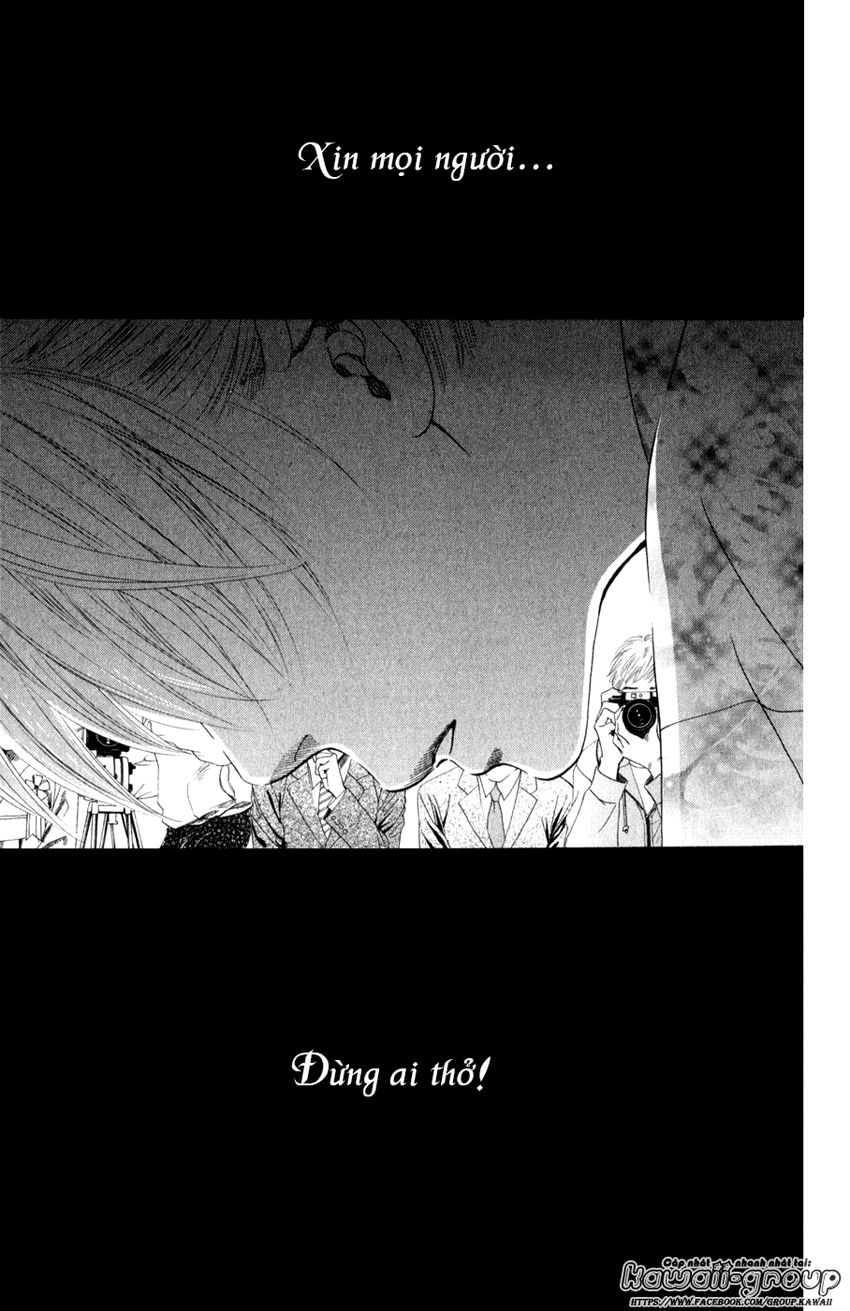 Xin mọi người...
Đừng ai thở!
Cập nhật nhanh nhất tại:
kawaii-group
HTTPS://WWW.FACEBOOK.COM/GROUP.KAWAII